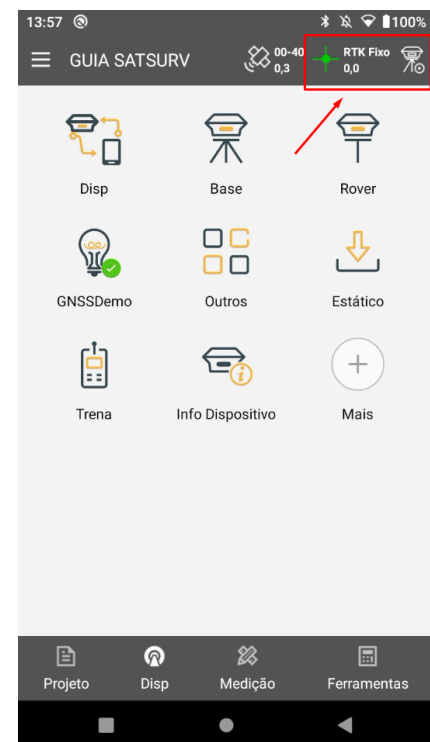 13:57 100%
GUIA SATSURV 00-40 RTK Fixo
0,3 0,0
Disp Base Rover
GNSSDemo Outros Estático
Trena Info Dispositivo Mais
Projeto Disp Medição Ferramentas